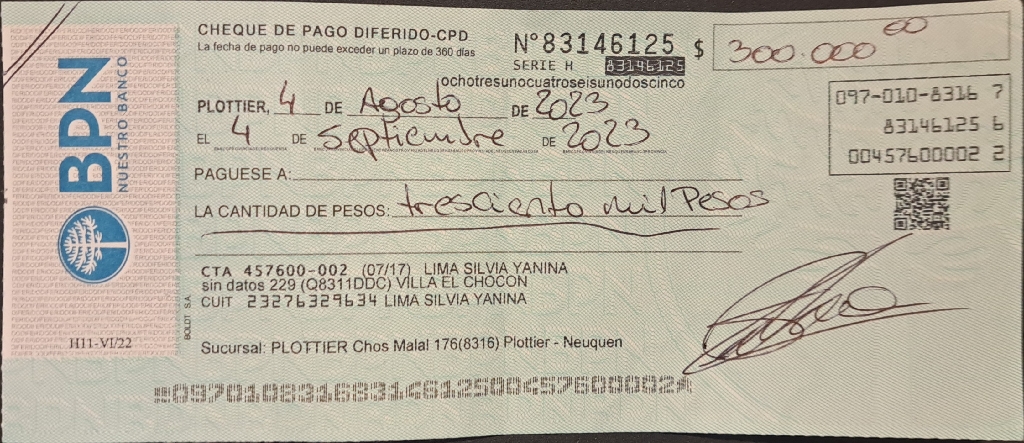 BPN
NUESTRO BANCO
H11-VI/22
BOLDT S.A.
CHEQUE DE PAGO DIFERIDO-CPD
La fecha de pago no puede exceder un plazo de 360 días
N°83146125 $ 300.000 00
SERIE H 83146125
¡ochotresunocuatroseisunodoscinco
PLOTTIER, 4 DE Agosto DE 2023
EL 4 DE Septiembre DE 2023
097-010-8316 7
83146125 6
00457600002 2
PAGUESE A:
LA CANTIDAD DE PESOS: tresciento mil Pesos
CTA 457600-002 (07/17) LIMA SILVIA YANINA
sin datos 229 (Q8311DDC) VILLA EL CHOCON
CUIT 23276329634 LIMA SILVIA YANINA
Sucursal: PLOTTIER Chos Malal 176(8316) Plottier - Neuquen
09701083168314612500457600002